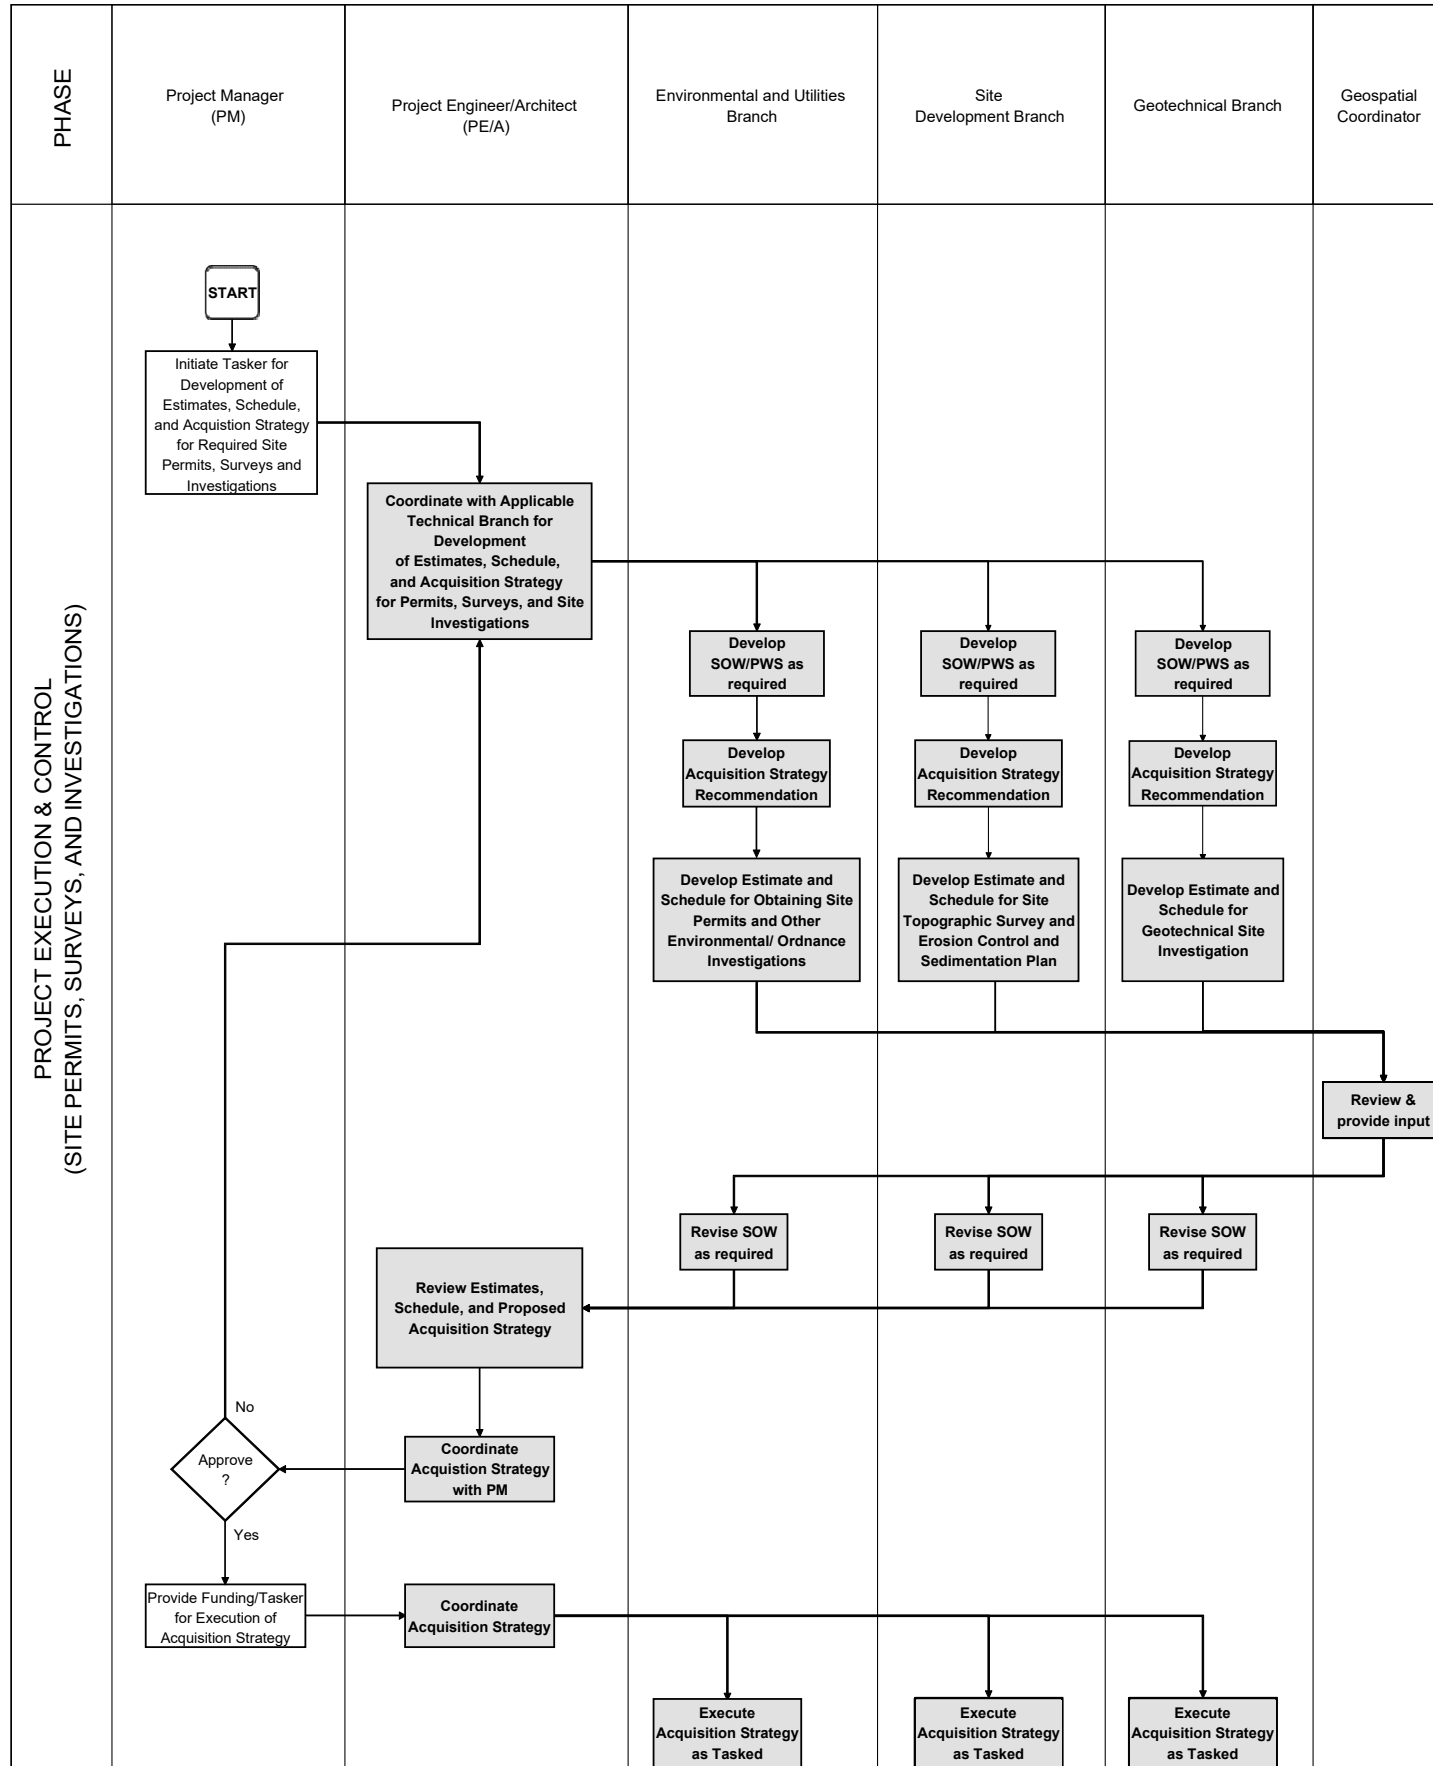 PHASE
Project Manager
(PM)
Project Engineer/Architect
(PE/A)
Environmental and Utilities
Branch
Site
Development Branch
Geotechnical Branch
Geospatial
Coordinator
PROJECT EXECUTION & CONTROL
(SITE PERMITS, SURVEYS, AND INVESTIGATIONS)
START
Initiate Tasker for
Development of
Estimates, Schedule,
and Acquistion Strategy
for Required Site
Permits, Surveys and
Investigations
Coordinate with Applicable
Technical Branch for
Development
of Estimates, Schedule,
and Acquisition Strategy
for Permits, Surveys, and Site
Investigations
Develop
SOW/PWS as
required
Develop
SOW/PWS as
required
Develop
SOW/PWS as
required
Develop
Acquisition Strategy
Recommendation
Develop
Acquisition Strategy
Recommendation
Develop
Acquisition Strategy
Recommendation
Develop Estimate and
Schedule for Obtaining Site
Permits and Other
Environmental/ Ordnance
Investigations
Develop Estimate and
Schedule for Site
Topographic Survey and
Erosion Control and
Sedimentation Plan
Develop Estimate and
Schedule for
Geotechnical Site
Investigation
Review &
provide input
Revise SOW
as required
Revise SOW
as required
Revise SOW
as required
Review Estimates,
Schedule, and Proposed
Acquisition Strategy
No
Approve
?
Coordinate
Acquistion Strategy
with PM
Yes
Provide Funding/Tasker
for Execution of
Acquisition Strategy
Coordinate
Acquisition Strategy
Execute
Acquisition Strategy
as Tasked
Execute
Acquisition Strategy
as Tasked
Execute
Acquisition Strategy
as Tasked